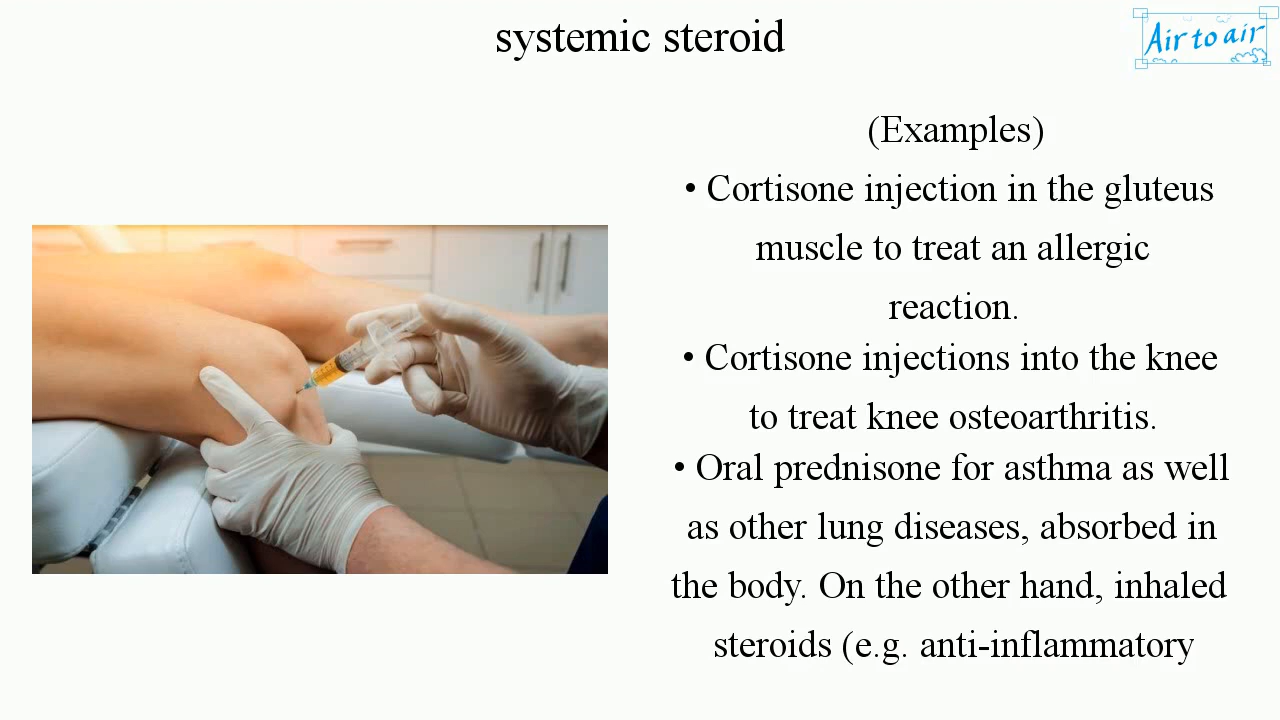 systemic steroid
Air to air
(Examples)
• Cortisone injection in the gluteus
muscle to treat an allergic
reaction.
• Cortisone injections into the knee
to treat knee osteoarthritis.
• Oral prednisone for asthma as well
as other lung diseases, absorbed in
the body. On the other hand, inhaled
steroids (e.g. anti-inflammatory